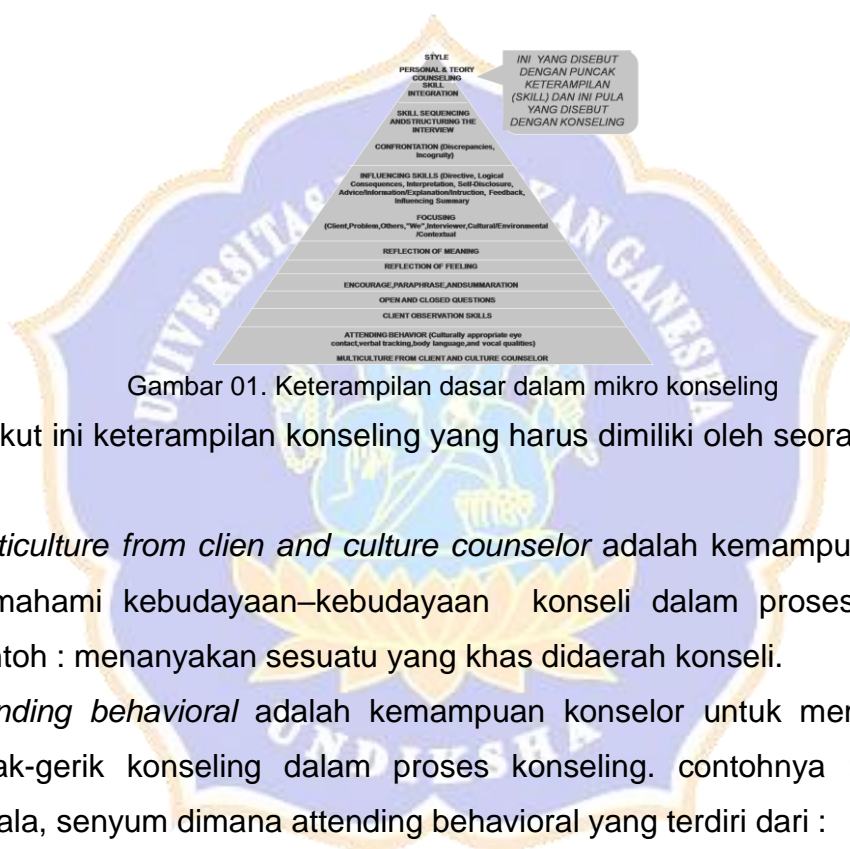 STYLE
PERSONAL & TEORY
COUNSELING
SKILL
INTEGRATION
INI YANG DISEBUT
DENGAN PUNCAK
KETERAMPILAN
(SKILL) DAN INI PULA
YANG DISEBUT
DENGAN KONSELING
SKILL SEQUENCING
ANDSTRUCTURING THE
INTERVIEW
CONFRONTATION (Discrepancies,
Incogruity)
INFLUENCING SKILLS (Directive, Logical
Consequences, Interpretation, Self-Disclosure,
Advice/Information/Explanation/Intruction, Feedback,
Influencing Summary
FOCUSING
(Client,Problem,Others,"We",Interviewer,Cultural/Environmental
/Contextual
REFLECTION OF MEANING
REFLECTION OF FEELING
ENCOURAGE,PARAPHRASE,ANDSUMMARATION
OPEN AND CLOSED QUESTIONS
CLIENT OBSERVATION SKILLS
ATTENDING BEHAVIOR (Culturally appropriate eye
contact,verbal tracking,body language,and vocal qualities)
MULTICULTURE FROM CLIENT AND CULTURE COUNSELOR
Gambar 01. Keterampilan dasar dalam mikro konseling
kut ini keterampilan konseling yang harus dimiliki oleh seora
ticulture from clien and culture counselor adalah kemampu
mahami kebudayaan–kebudayaan konseli dalam proses
ntoh : menanyakan sesuatu yang khas didaerah konseli.
nding behavioral adalah kemampuan konselor untuk mer
ak-gerik konseling dalam proses konseling. contohnya
ala, senyum dimana attending behavioral yang terdiri dari :
UNIVERSITAS
GANESHA
UNDIKSHA